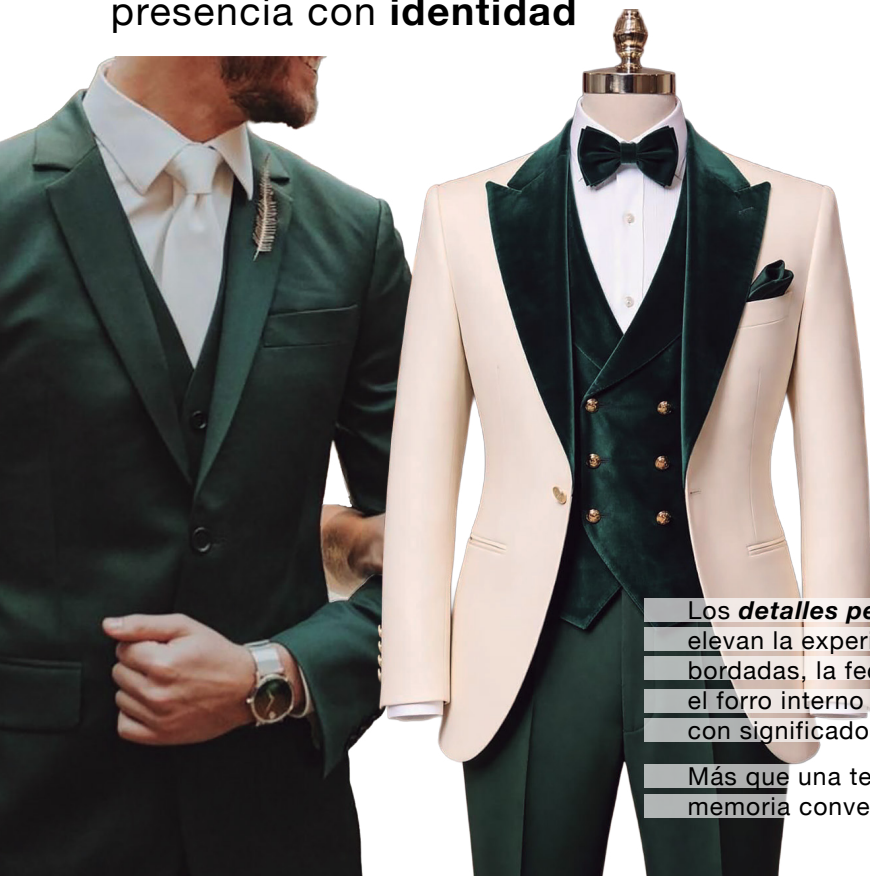 presencia con identidad
Los detalles pe
elevan la experi
bordadas, la fe
el forro interno
con significado
Más que una te
memoria conve